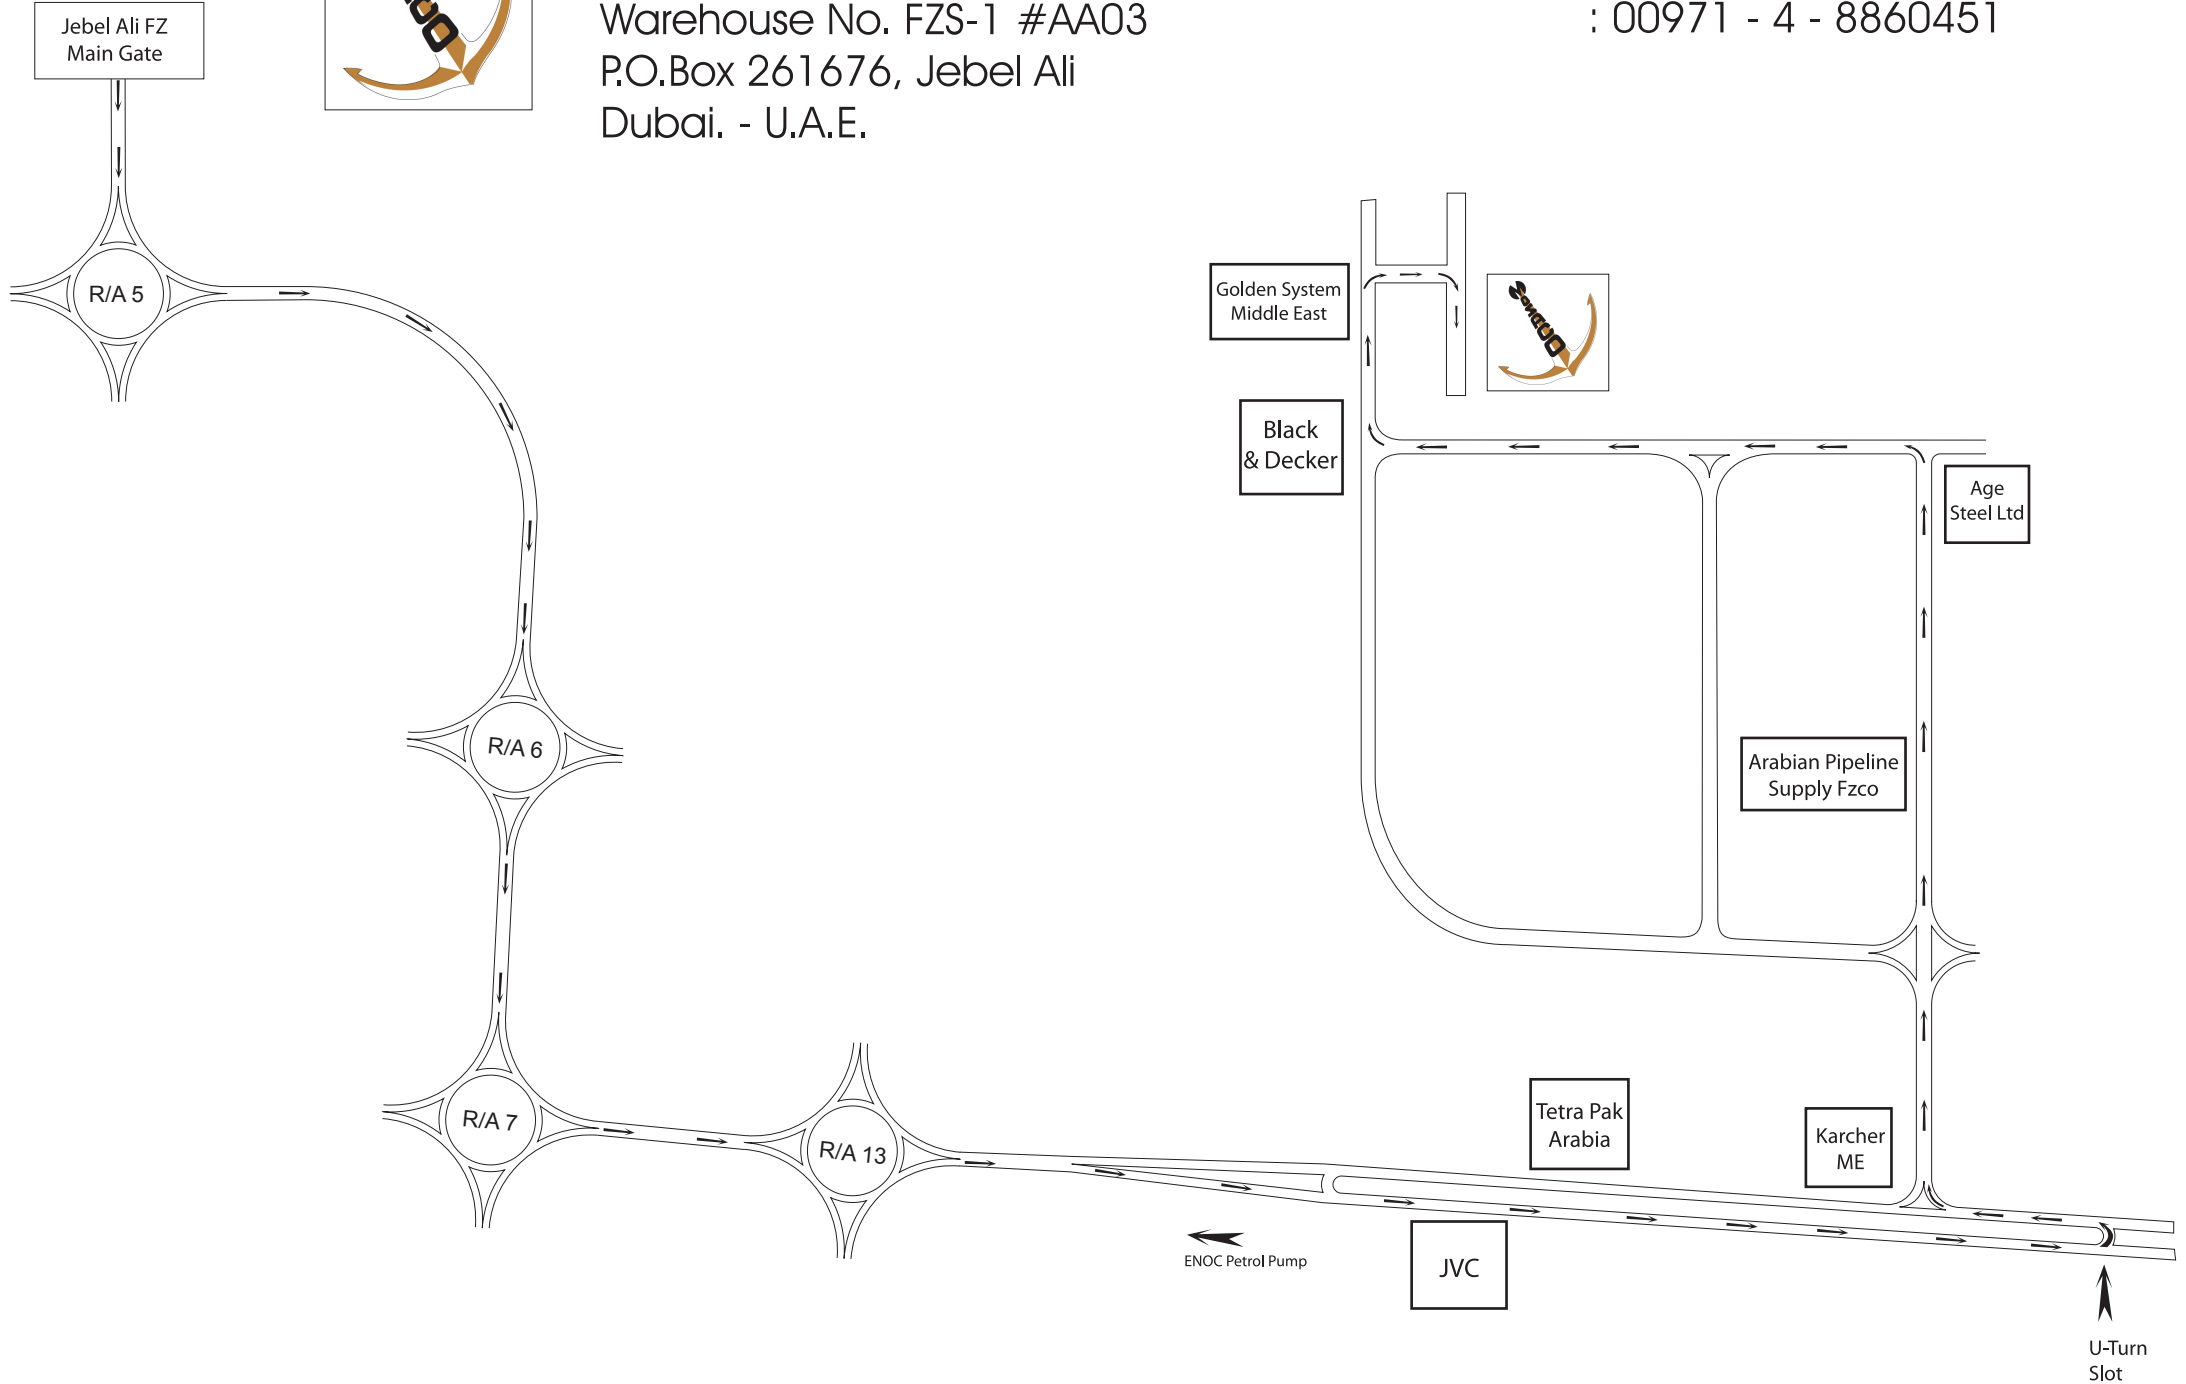 Warehouse No. FZS-1 #AA03
P.O.Box 261676, Jebel Ali
Dubai. - U.A.E.
: 00971 - 4 - 8860451
Jebel Ali FZ
Main Gate
R/A 5
R/A 6
R/A 7
R/A 13
Golden System
Middle East
Black
& Decker
Age
Steel Ltd
Arabian Pipeline
Supply Fzco
Tetra Pak
Arabia
Karcher
ME
JVC
ENOC Petrol Pump
U-Turn
Slot